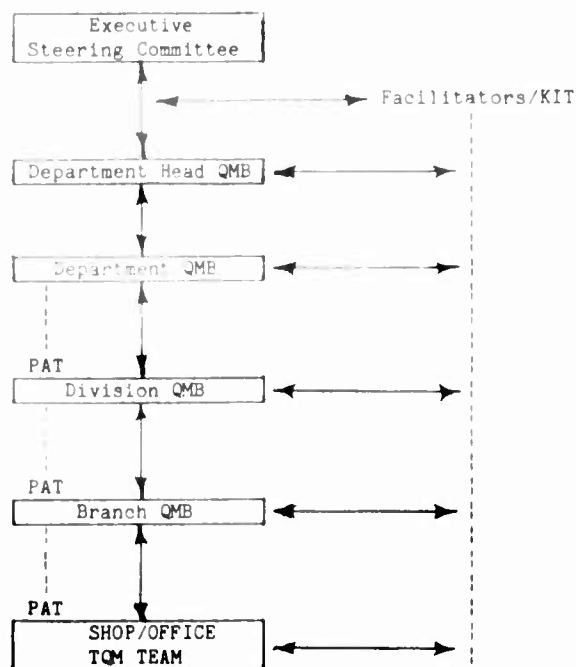 Executive
Steering Committee
Facilitators/KIT
Department Head QMB
Department QMB
PAT
Division QMB
PAT
Branch QMB
PAT
SHOP/OFFICE
TQM TEAM